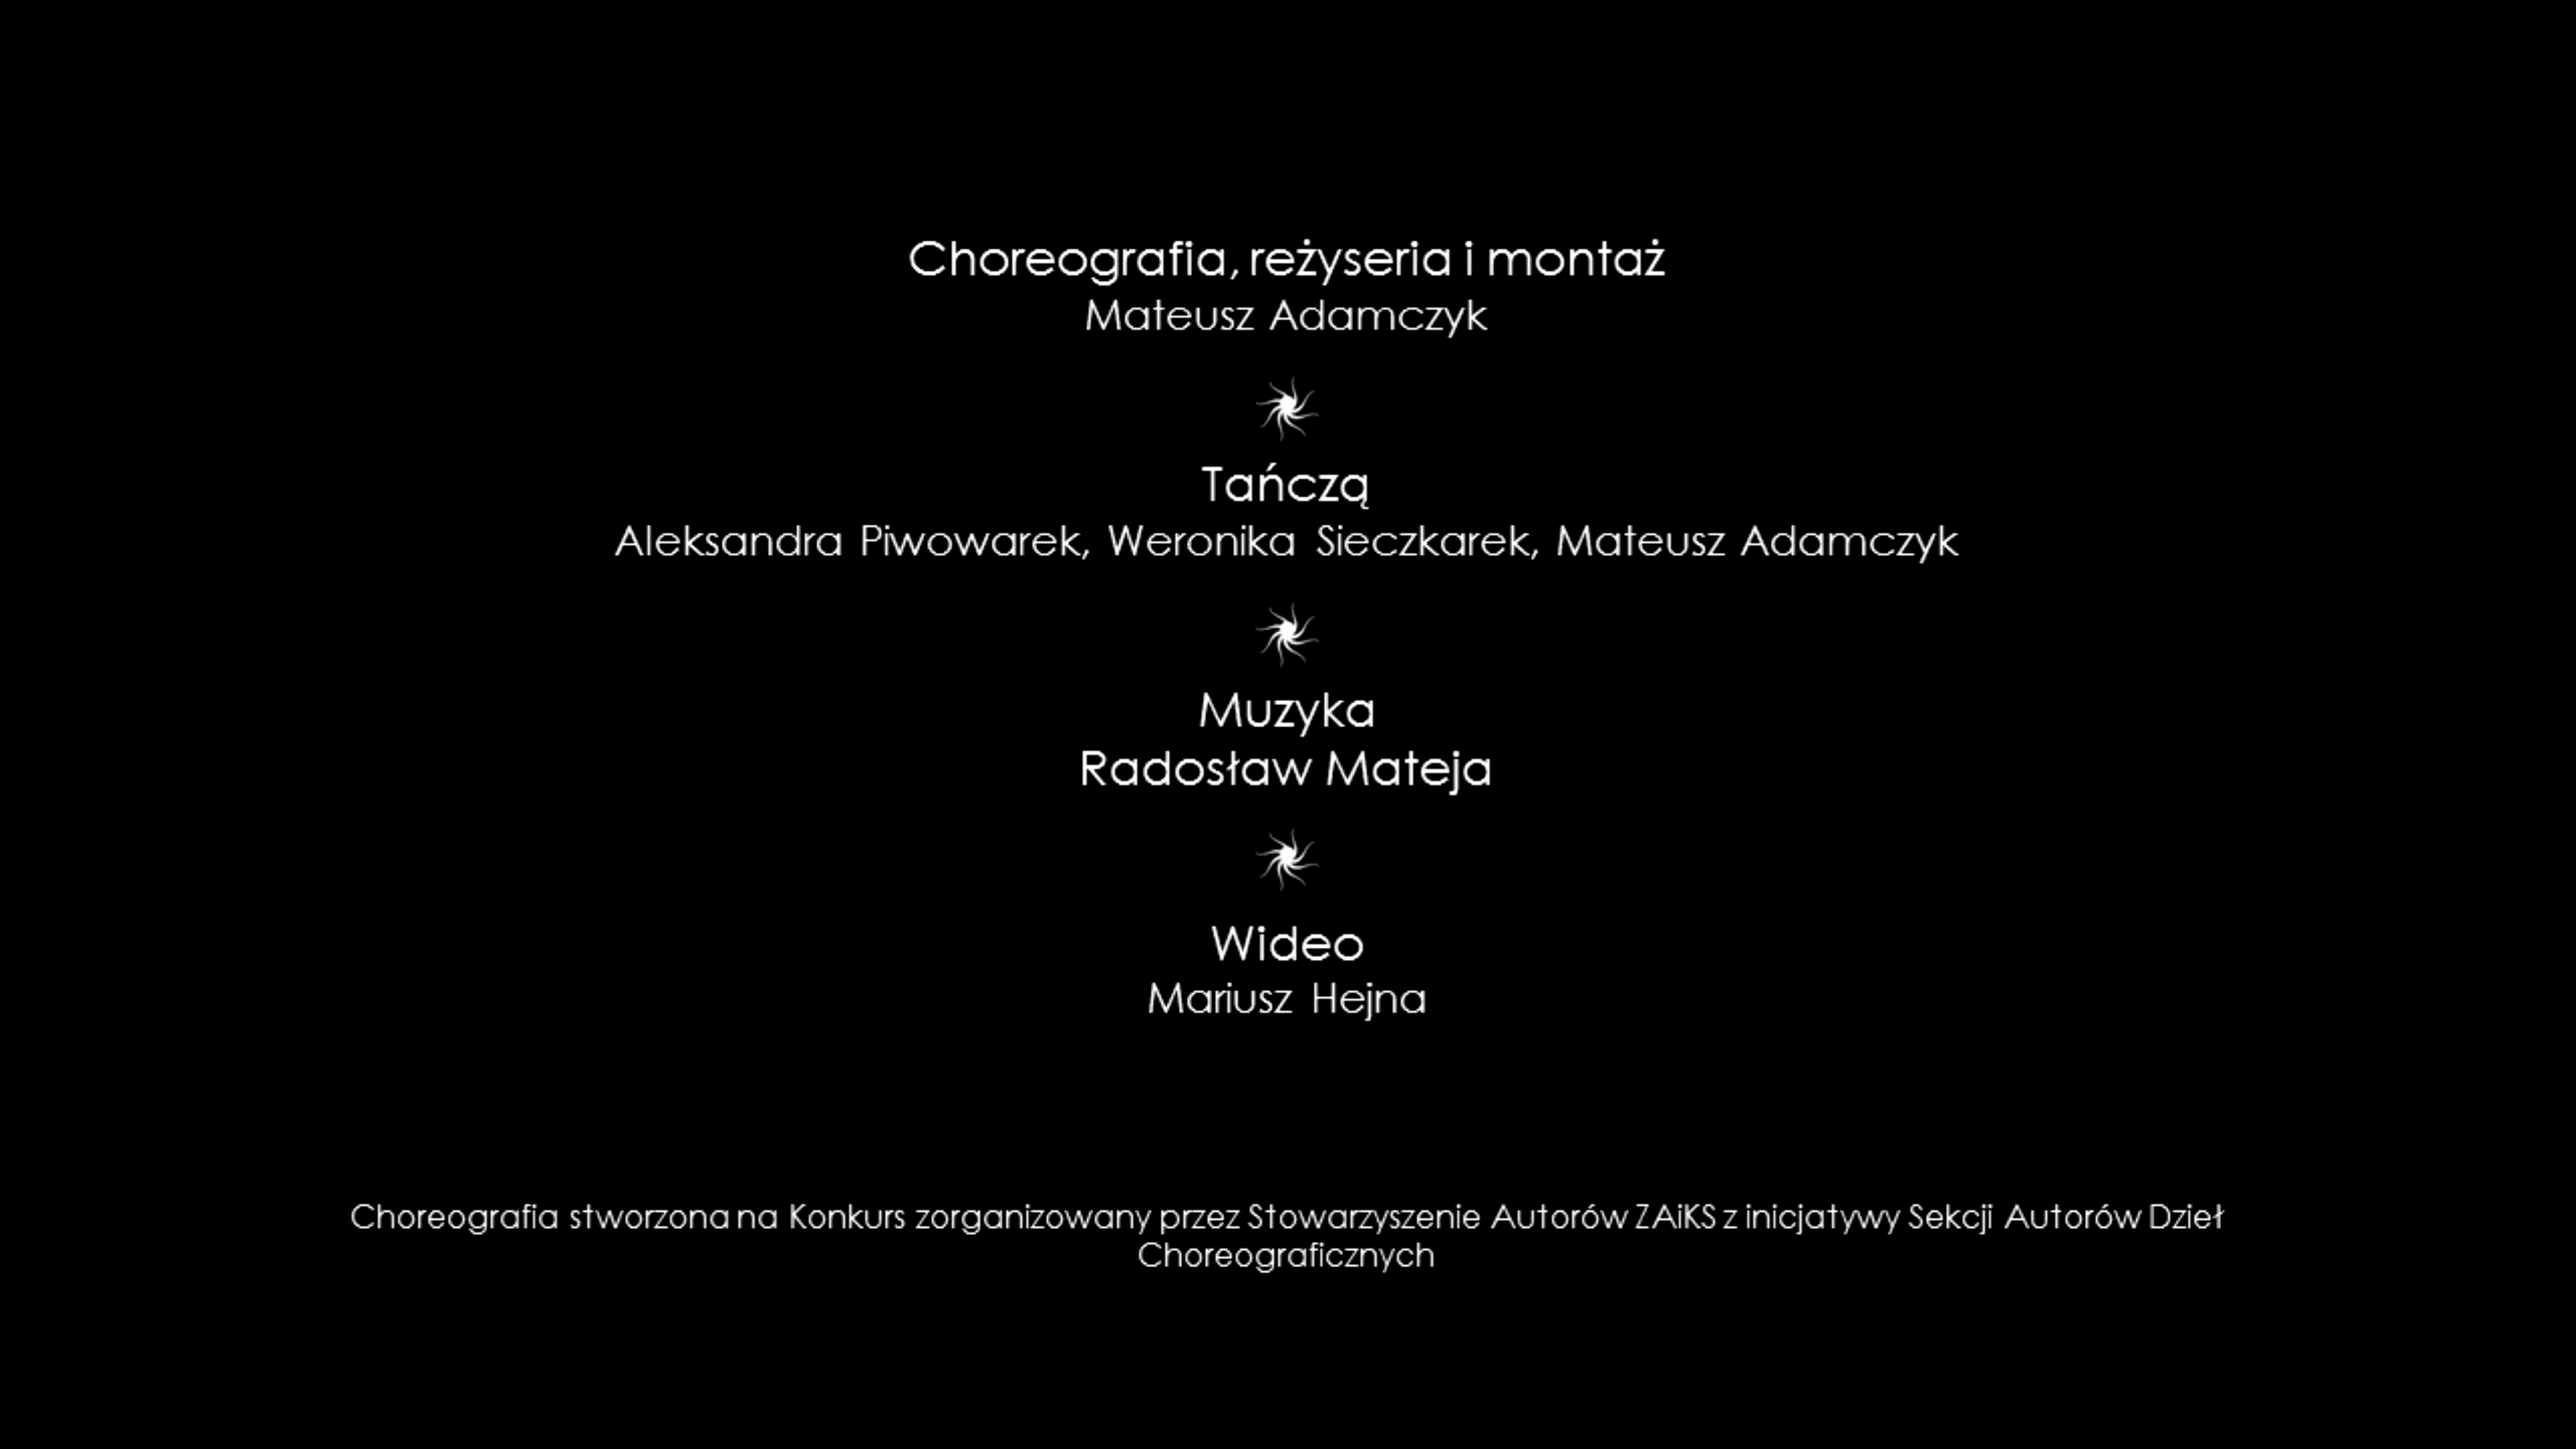 Choreografia, reżyseria i montaż
Mateusz Adamczyk
Tańczą
Aleksandra Piwowarek, Weronika Sieczkarek, Mateusz Adamczyk
Muzyka
Radosław Mateja
Wideo
Mariusz Hejna
Choreografia stworzona na Konkurs zorganizowany przez Stowarzyszenie Autorów ZAiKS z inicjatywy Sekcji Autorów Dzieł
Choreograficznych